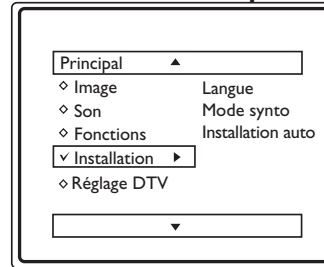 Principal
Image
Son
Fonctions
Installation
Réglage DTV
Langue
Mode synto
Installation auto